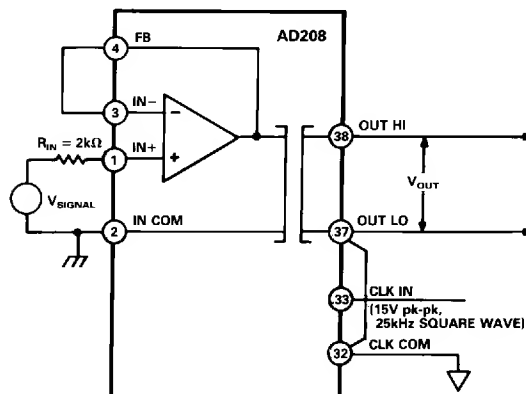 4
FB
AD208
3
IN−
R_IN = 2kΩ
1
IN+
38
OUT HI
V_OUT
V_SIGNAL
2
IN COM
37
OUT LO
33
CLK IN
(15V pk-pk,
25kHz SQUARE WAVE)
32
CLK COM